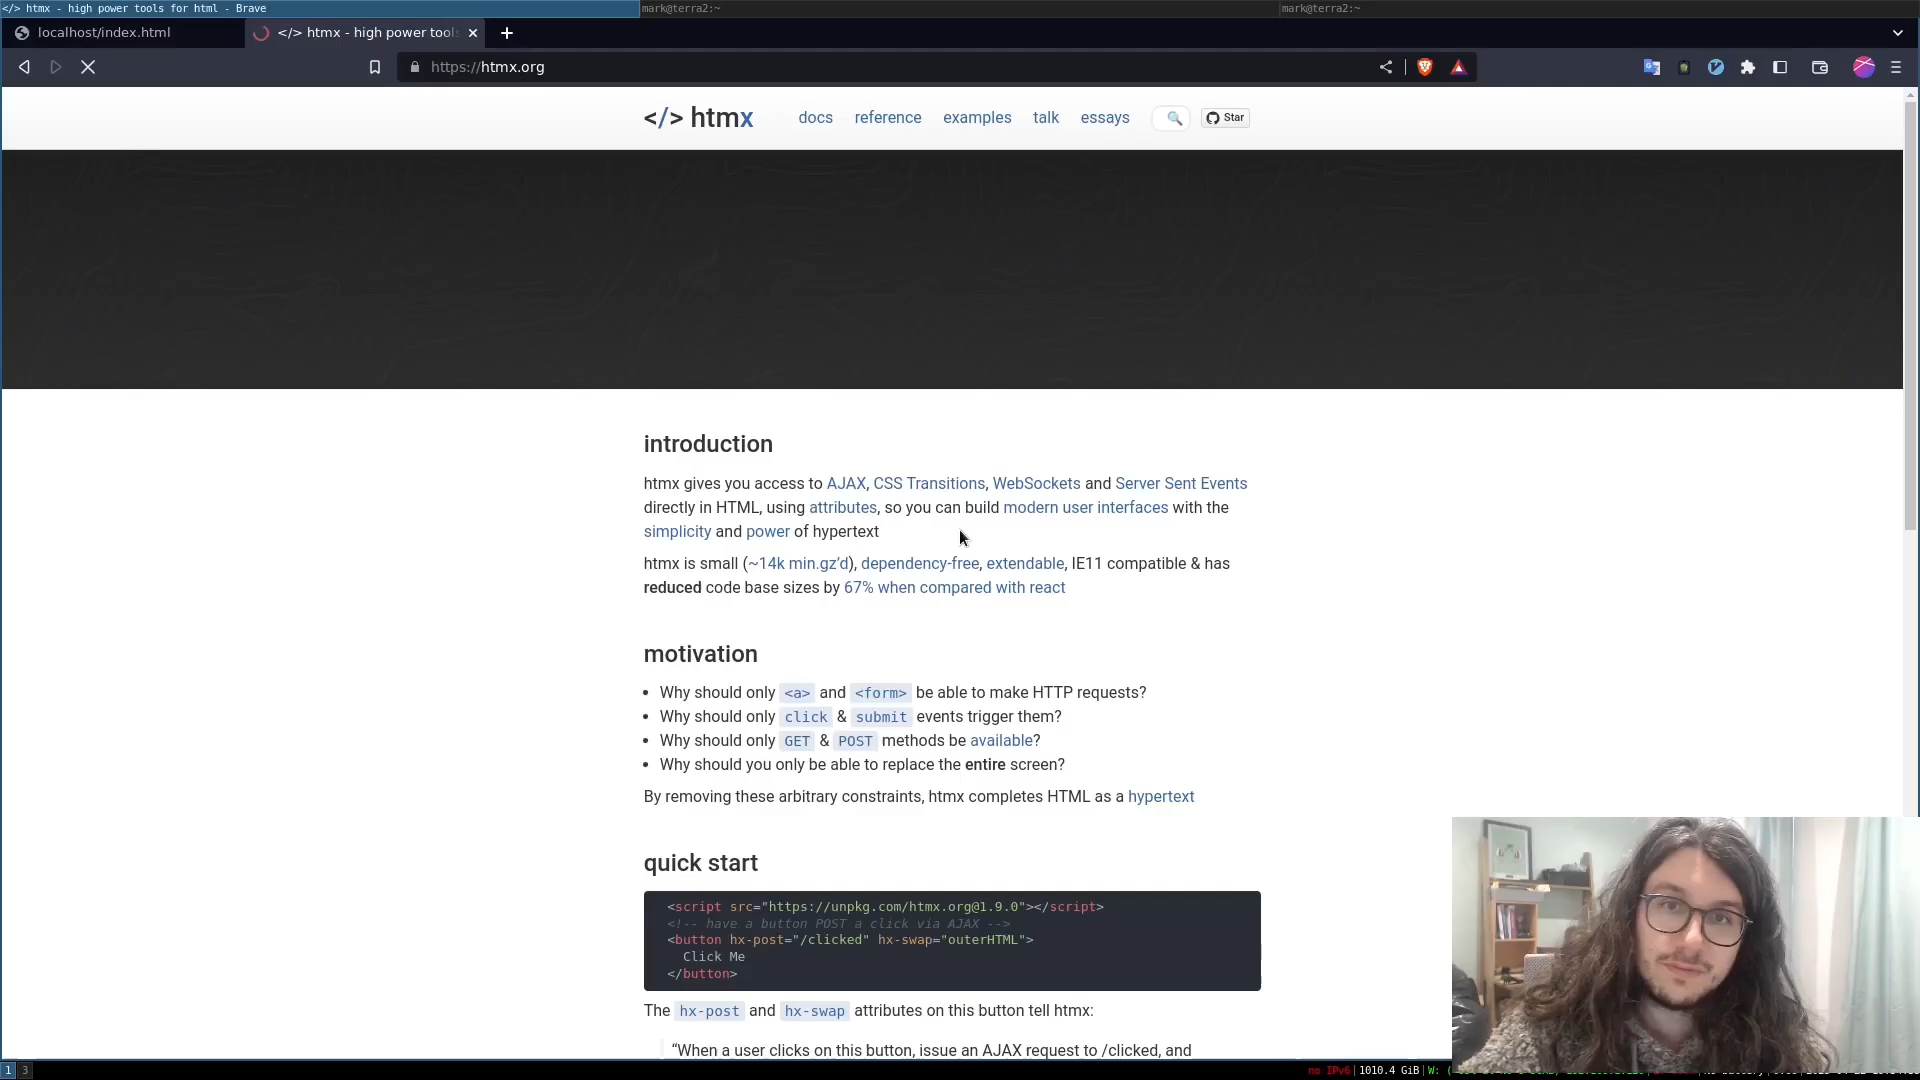 </> htmx - high power tools for html - Brave
mark@terra2:~
mark@terra2:~
localhost/index.html
</> htmx - high power tool
https://htmx.org
</> htmx
docs
reference
examples
talk
essays
Star
introduction
htmx gives you access to AJAX, CSS Transitions, WebSockets and Server Sent Events
directly in HTML, using attributes, so you can build modern user interfaces with the
simplicity and power of hypertext
htmx is small (~14k min.gz’d), dependency-free, extendable, IE11 compatible & has
reduced code base sizes by 67% when compared with react
motivation
• Why should only <a> and <form> be able to make HTTP requests?
• Why should only click & submit events trigger them?
• Why should only GET & POST methods be available?
• Why should you only be able to replace the entire screen?
By removing these arbitrary constraints, htmx completes HTML as a hypertext
quick start
<script src="https://unpkg.com/htmx.org@1.9.0"></script>
<!-- have a button POST a click via AJAX -->
<button hx-post="/clicked" hx-swap="outerHTML">
Click Me
</button>
The hx-post and hx-swap attributes on this button tell htmx:
“When a user clicks on this button, issue an AJAX request to /clicked, and
1
3
no IPv6|1010.4 GiB|W: (